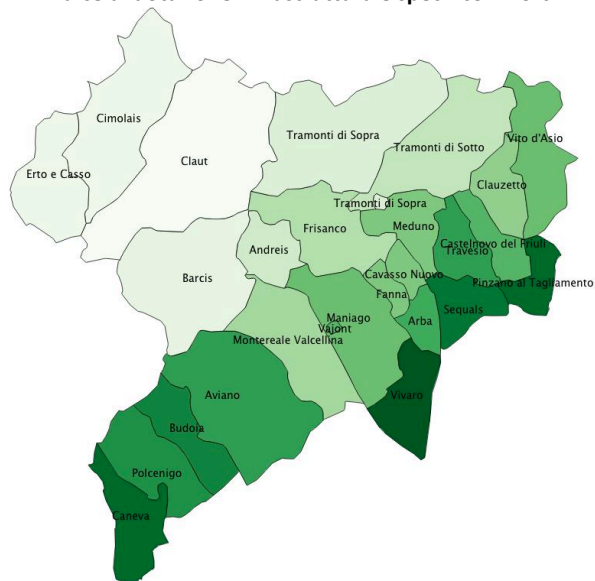 Cimolais
Vito d'Asio
Tramonti di Sopra
Tramonti di Sotto
Claut
Erto e Casso
Clauzetto
Tramonti di Sopra
Meduno
Frisanco
Castelnovo del Friuli
Andreis
Travesio
Cavasso Nuovo
Barcis
Pinzano al Tagliamento
Fanna
Sequals
Maniago
Arba
Vajont
Montereale Valcellina
Aviano
Vivaro
Budoia
Polcenigo
Caneva